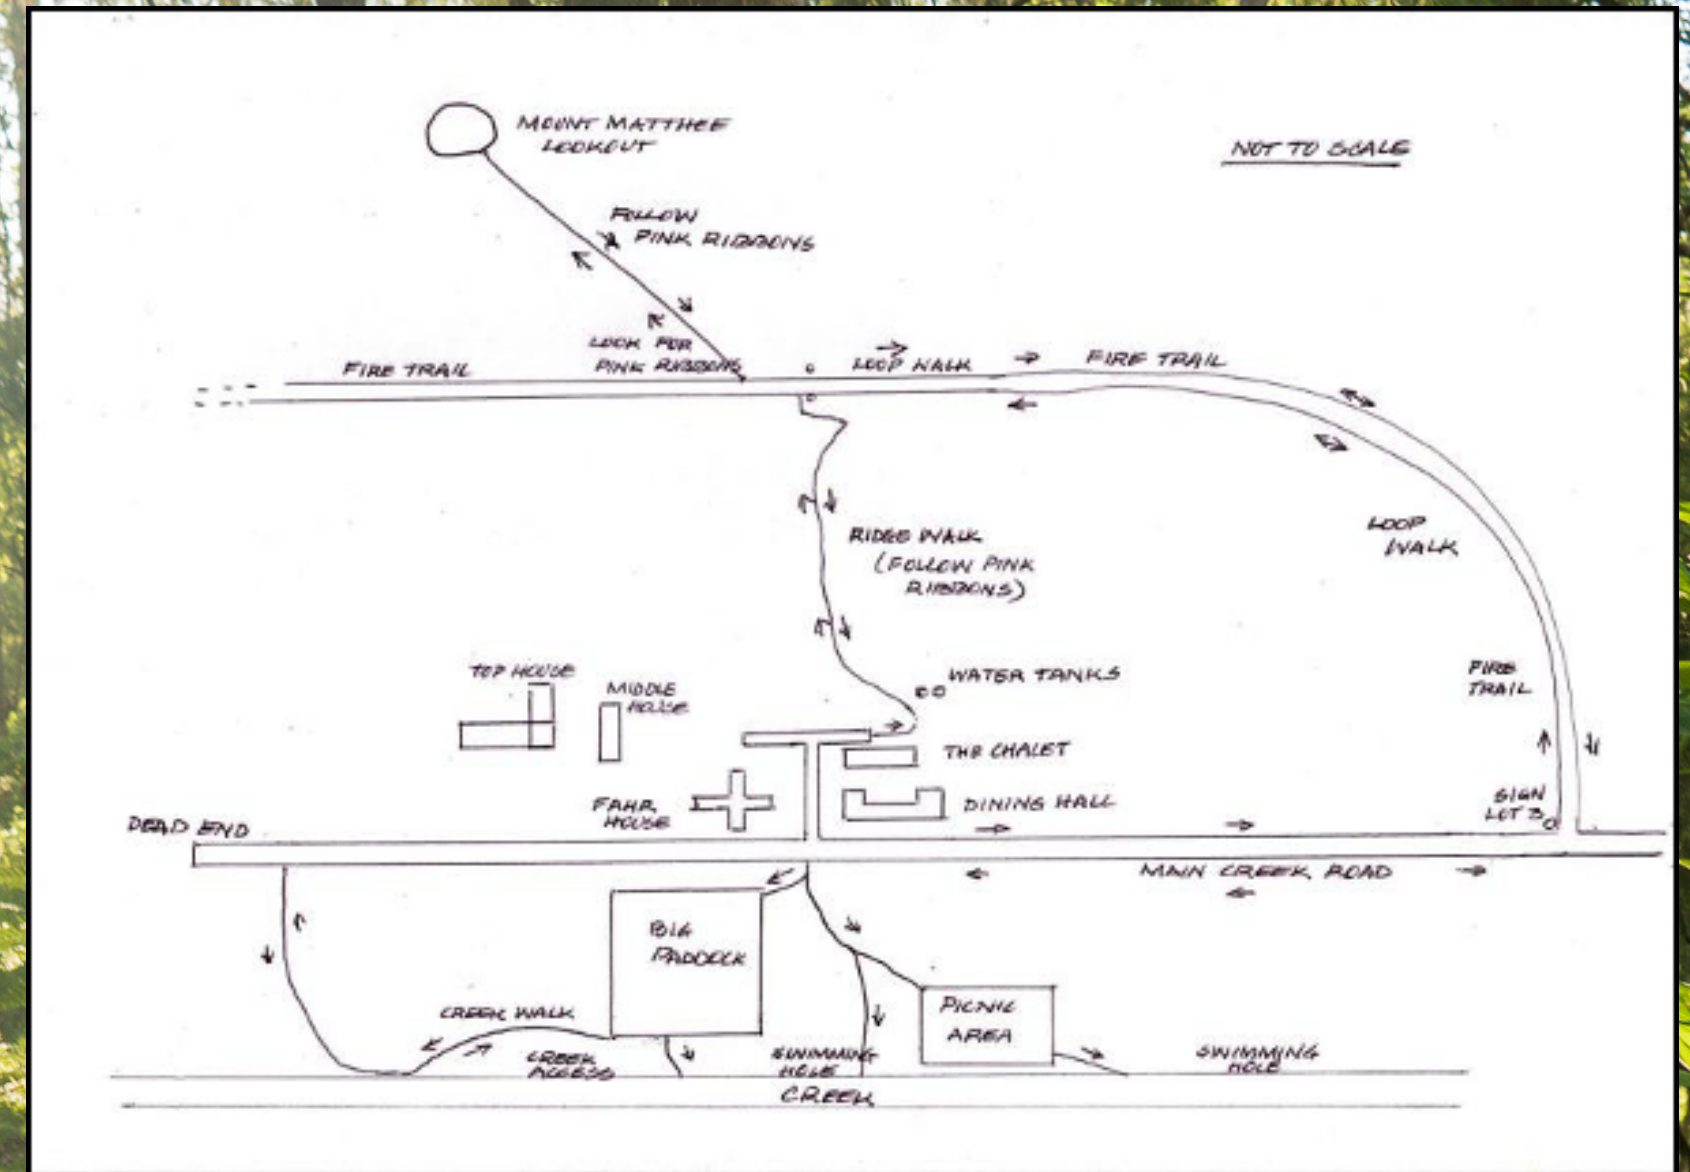 MOUNT MATTHEE
LOOKOUT
NOT TO SCALE
FOLLOW
PINK RIBBONS
LOOK FOR
PINK RIBBONS
FIRE TRAIL
LOOP WALK
FIRE TRAIL
LOOP
WALK
RIDGE WALK
(FOLLOW PINK
RIBBONS)
WATER TANKS
TOP HOUSE
MIDDLE
HOUSE
FIRE
TRAIL
THE CHALET
FAHR
HOUSE
DINING HALL
SIGN
LOT 3
DEAD END
MAIN CREEK ROAD
BIG
PADDOCK
PICNIC
AREA
CREEK WALK
CREEK
ACCESS
SWIMMING
HOLE
SWIMMING
HOLE
CREEK